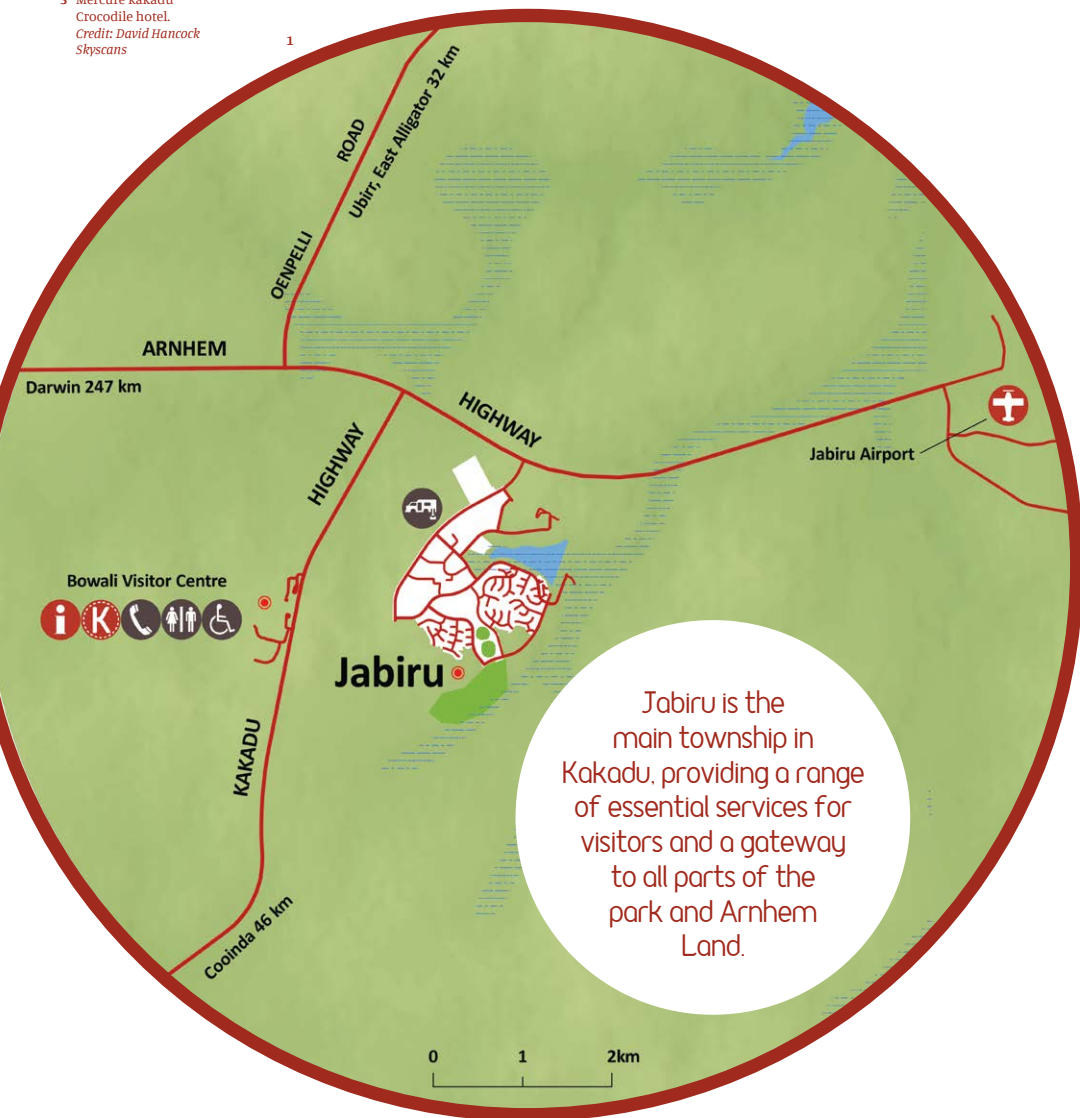 3 Mercure Kakadu
Crocodile hotel.
Credit: David Hancock
Skyscans
1
OENPELLI ROAD
Ubirr, East Alligator 32 km
ARNHEM HIGHWAY
Darwin 247 km
Jabiru Airport
KAKADU HIGHWAY
Bowali Visitor Centre
i K
Jabiru
Cooinda 46 km
Jabiru is the
main township in
Kakadu, providing a range
of essential services for
visitors and a gateway
to all parts of the
park and Arnhem
Land.
0 1 2km